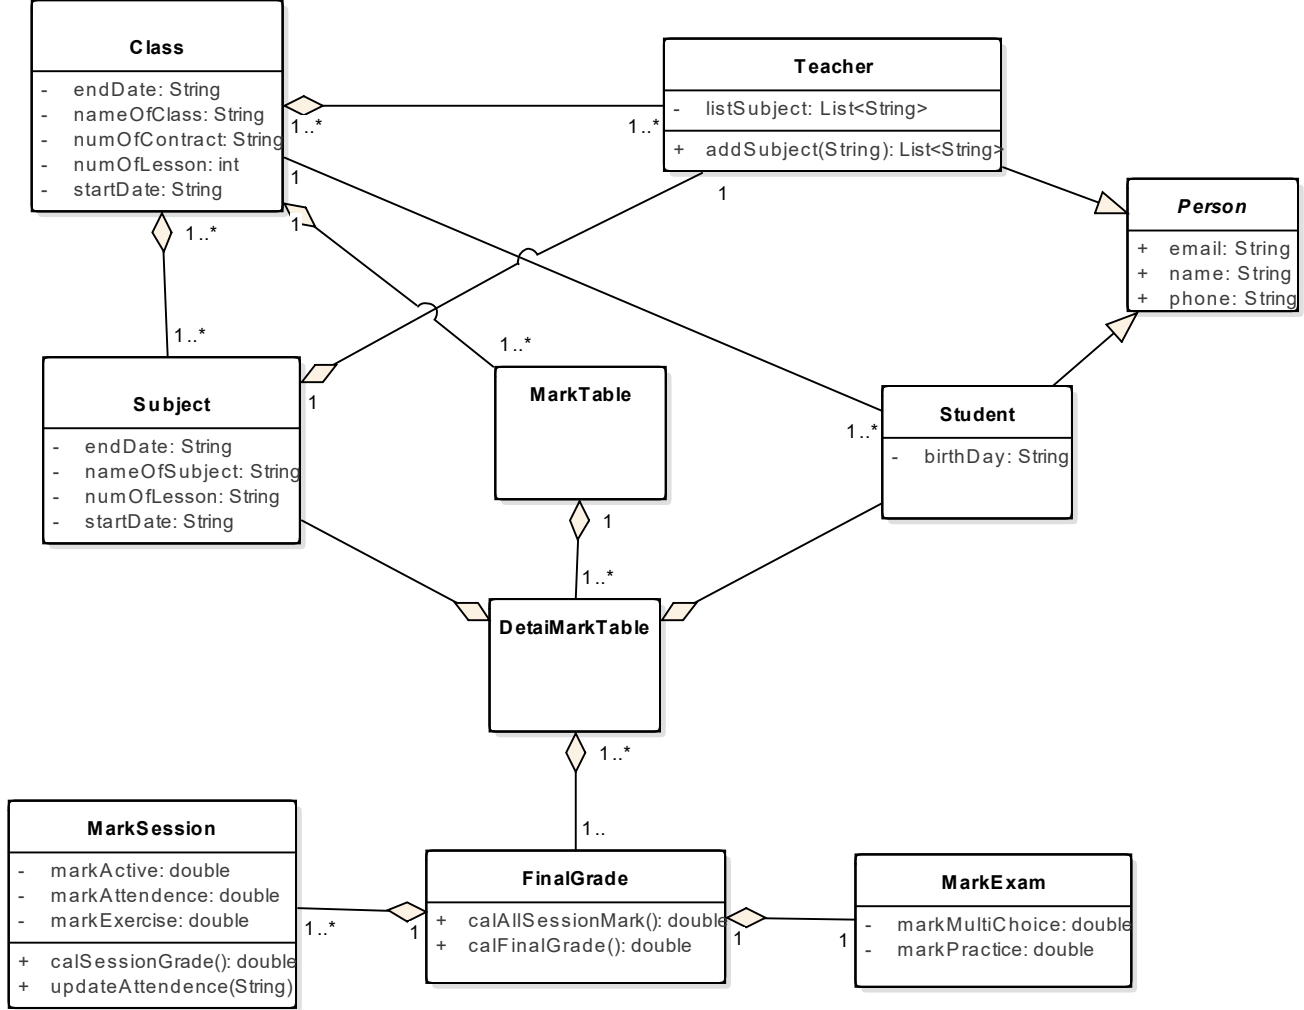 Class
- endDate: String
- nameOfClass: String
- numOfContract: String
- numOfLesson: int
- startDate: String
Teacher
- listSubject: List<String>
+ addSubject(String): List<String>
Person
+ email: String
+ name: String
+ phone: String
1..*
1..*
1
1
1
1..*
1..*
1..*
1
1..*
Subject
- endDate: String
- nameOfSubject: String
- numOfLesson: String
- startDate: String
MarkTable
Student
- birthDay: String
1
1..*
DetaiMarkTable
1..*
1..
MarkSession
- markActive: double
- markAttendence: double
- markExercise: double
+ calSessionGrade(): double
+ updateAttendence(String)
1..*
1
FinalGrade
+ calAllSessionMark(): double
+ calFinalGrade(): double
1
1
MarkExam
- markMultiChoice: double
- markPractice: double